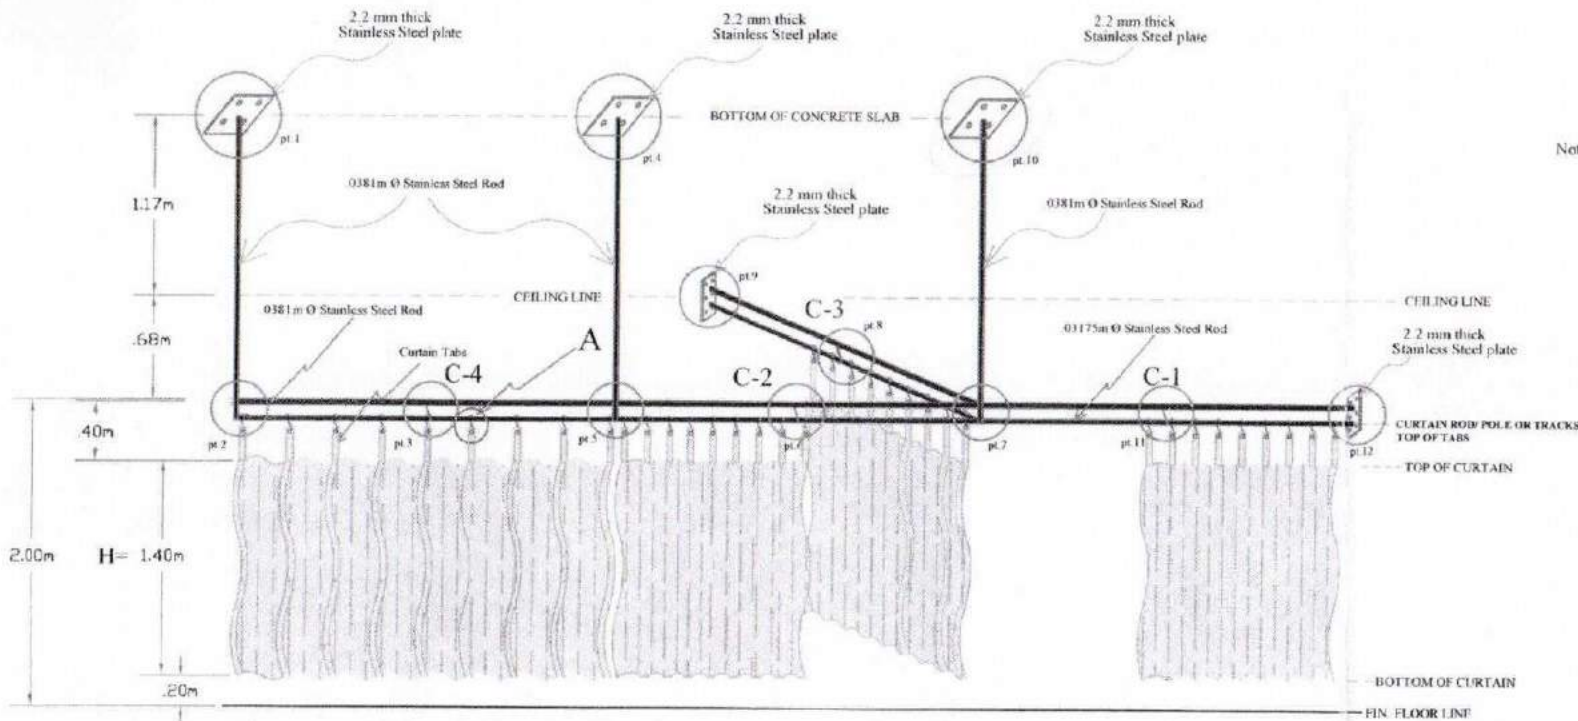 2.2 mm thick
Stainless Steel plate
2.2 mm thick
Stainless Steel plate
2.2 mm thick
Stainless Steel plate
BOTTOM OF CONCRETE SLAB
pt.1
pt.4
pt.10
Not
1.17m
.0381m Ø Stainless Steel Rod
2.2 mm thick
Stainless Steel plate
.0381m Ø Stainless Steel Rod
pt.9
CEILING LINE
CEILING LINE
.68m
.0381m Ø Stainless Steel Rod
A
C-3
pt.8
.03175m Ø Stainless Steel Rod
2.2 mm thick
Stainless Steel plate
Curtain Tabs
C-4
C-2
C-1
.40m
pt.2
pt.3
pt.5
pt.7
pt.11
pt.12
CURTAIN ROD/ POLE OR TRACKS
TOP OF TABS
TOP OF CURTAIN
2.00m
H= 1.40m
.20m
BOTTOM OF CURTAIN
FIN. FLOOR LINE